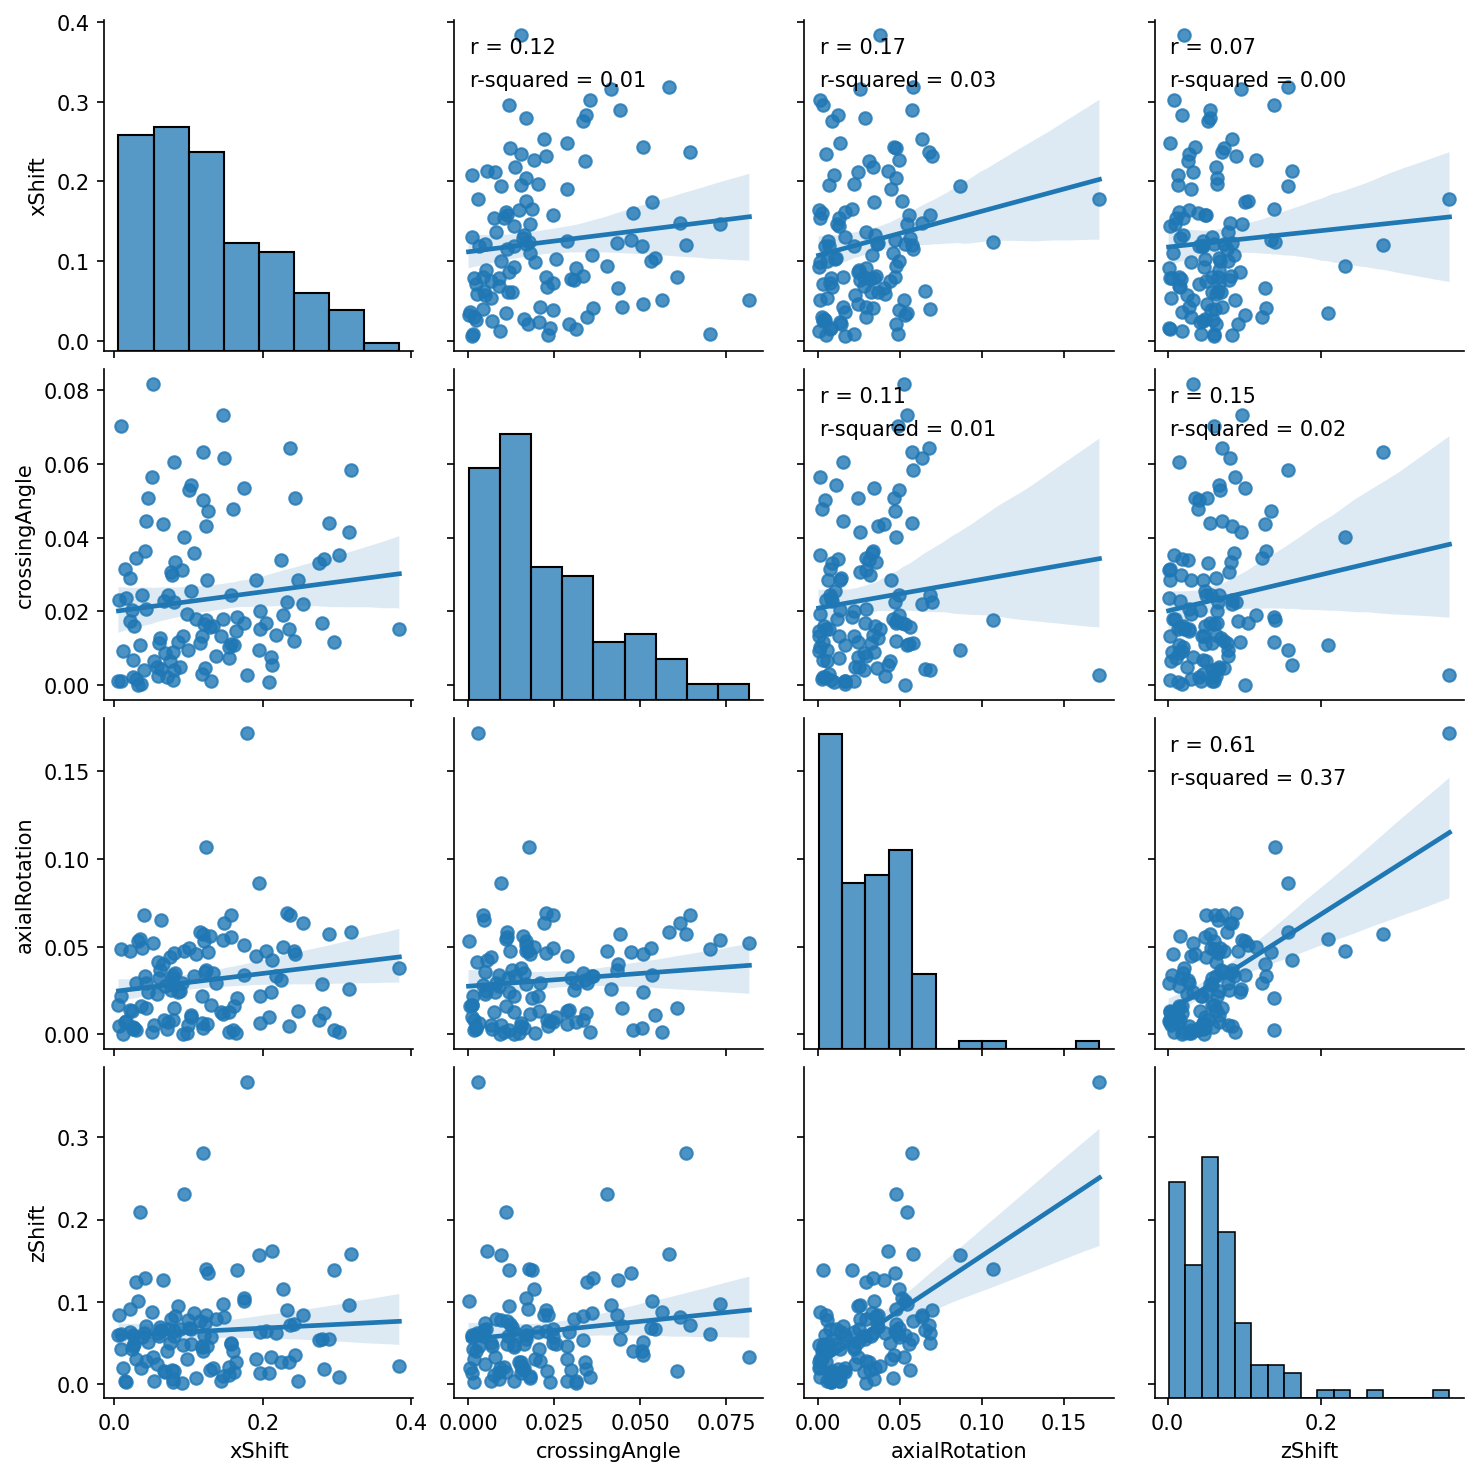 0.4
0.3
0.2
0.1
0.0
xShift
r = 0.12
r-squared = 0.01
r = 0.17
r-squared = 0.03
r = 0.07
r-squared = 0.00
0.08
0.06
0.04
0.02
0.00
crossingAngle
r = 0.11
r-squared = 0.01
r = 0.15
r-squared = 0.02
0.15
0.10
0.05
0.00
axialRotation
r = 0.61
r-squared = 0.37
0.3
0.2
0.1
0.0
zShift
0.0 0.2 0.4
xShift
0.000 0.025 0.050 0.075
crossingAngle
0.00 0.05 0.10 0.15
axialRotation
0.0 0.2
zShift